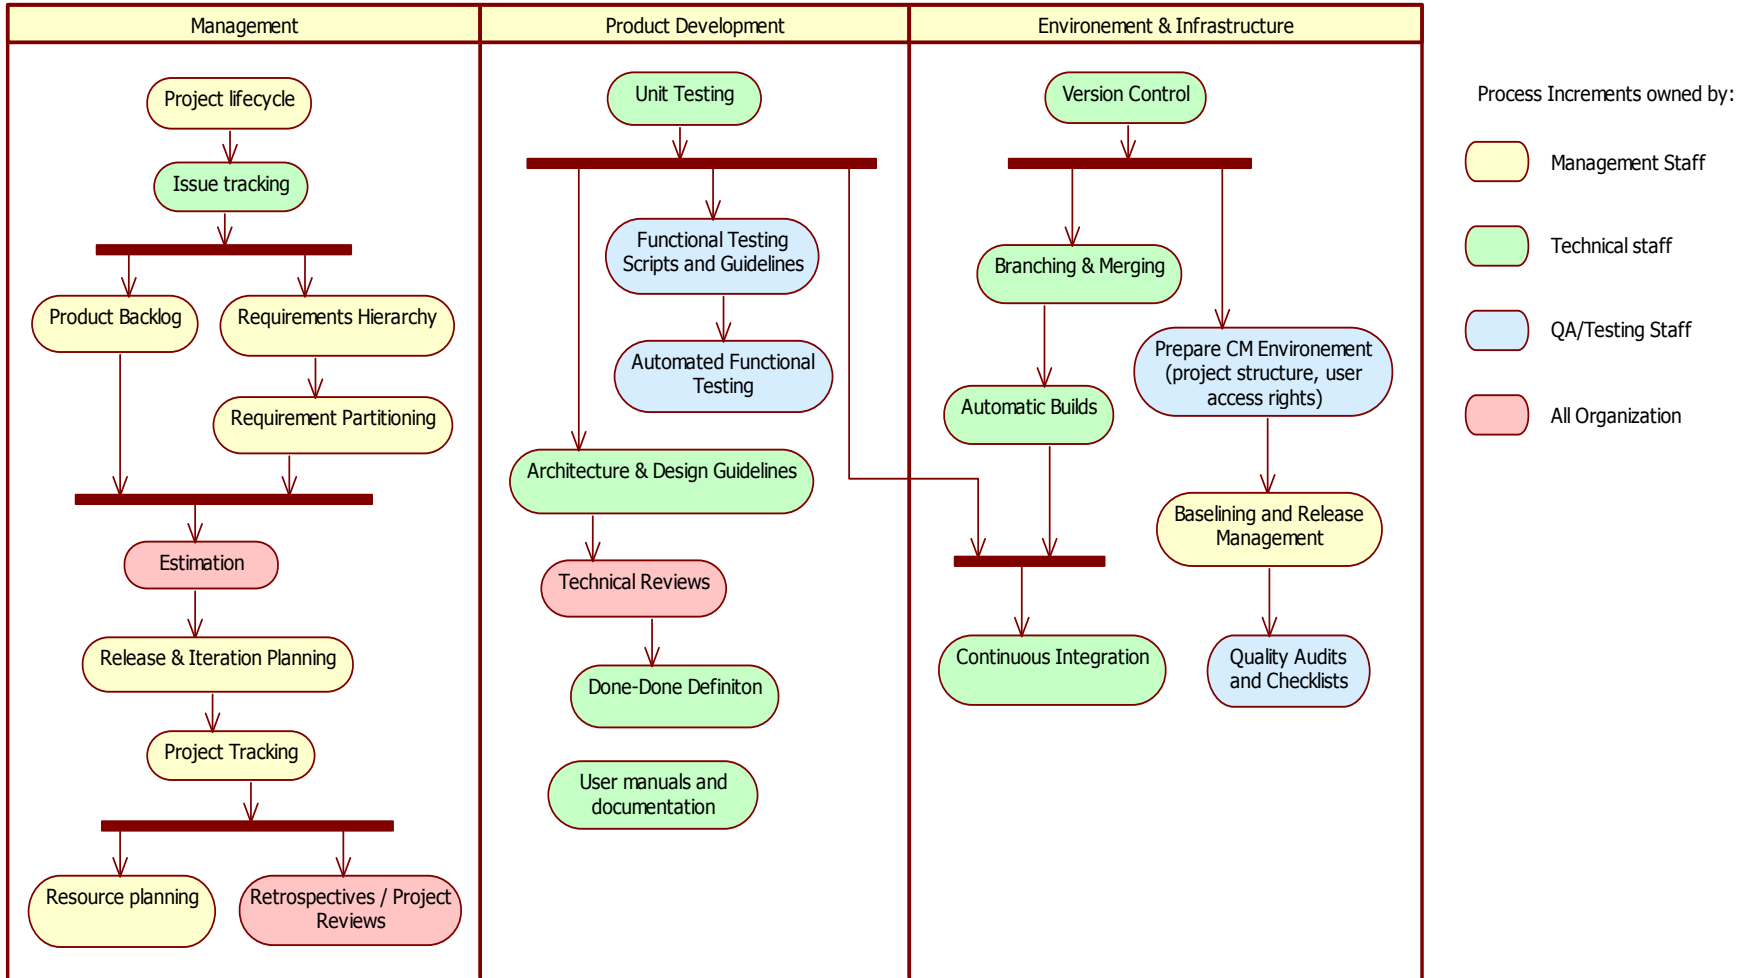 Management
Product Development
Environement & Infrastructure
Project lifecycle
Issue tracking
Product Backlog
Requirements Hierarchy
Requirement Partitioning
Estimation
Release & Iteration Planning
Project Tracking
Resource planning
Retrospectives / Project
Reviews
Unit Testing
Functional Testing
Scripts and Guidelines
Automated Functional
Testing
Architecture & Design Guidelines
Technical Reviews
Done-Done Definiton
User manuals and
documentation
Version Control
Branching & Merging
Prepare CM Environement
(project structure, user
access rights)
Automatic Builds
Baselining and Release
Management
Continuous Integration
Quality Audits
and Checklists
Process Increments owned by:
Management Staff
Technical staff
QA/Testing Staff
All Organization